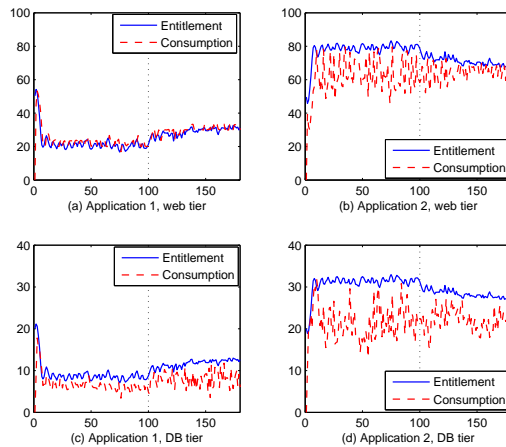 100
80
60
40
20
0
Entitlement
Consumption
0 50 100 150
(a) Application 1, web tier
100
80
60
40
20
0
Entitlement
Consumption
0 50 100 150
(b) Application 2, web tier
40
30
20
10
0
Entitlement
Consumption
0 50 100 150
(c) Application 1, DB tier
40
30
20
10
0
Entitlement
Consumption
0 50 100 150
(d) Application 2, DB tier